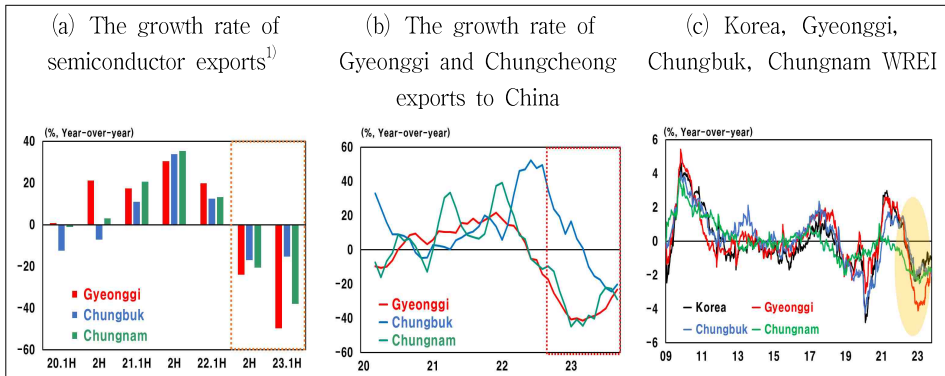 (a) The growth rate of
semiconductor exports1)
(b) The growth rate of
Gyeonggi and Chungcheong
exports to China
(c) Korea, Gyeonggi,
Chungbuk, Chungnam WREI
(%, Year-over-year)
40
20
0
-20
-40
-60
Gyeonggi
Chungbuk
Chungnam
20.1H 2H 21.1H 2H 22.1H 2H 23.1H
(%, Year-over-year)
60
40
20
0
-20
-40
-60
Gyeonggi
Chungbuk
Chungnam
20 21 22 23
(%, Year-over-year)
6
4
2
0
-2
-4
-6
Korea Gyeonggi
Chungbuk Chungnam
09 11 13 15 17 19 21 23